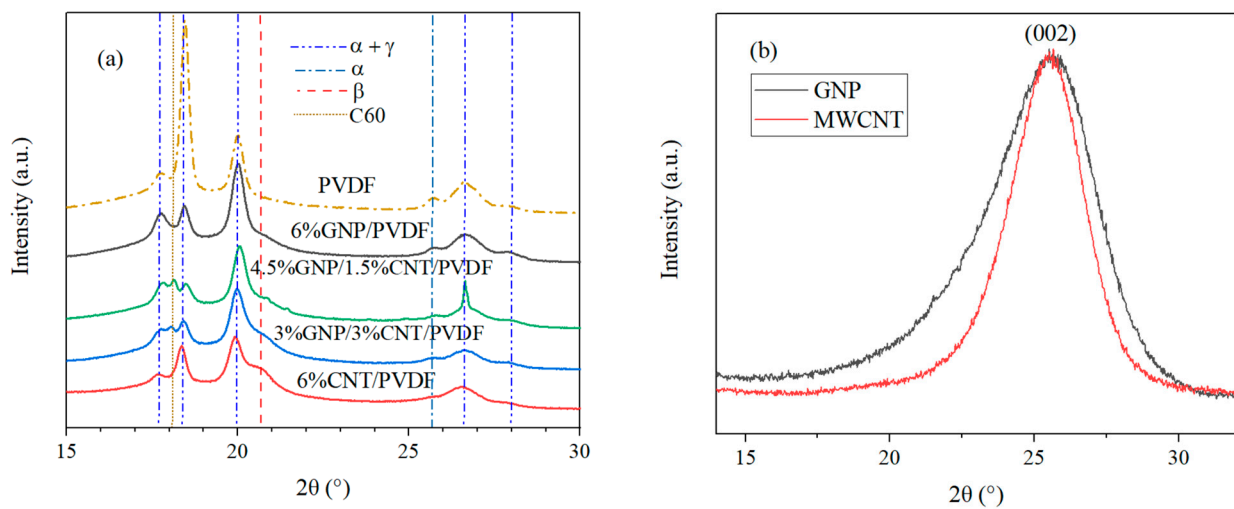 (a)
α + γ
α
β
C60
PVDF
6%GNP/PVDF
4.5%GNP/1.5%CNT/PVDF
3%GNP/3%CNT/PVDF
6%CNT/PVDF
Intensity (a.u.)
15 20 25 30
2θ (°)
(b)
(002)
GNP
MWCNT
Intensity (a.u.)
15 20 25 30
2θ (°)